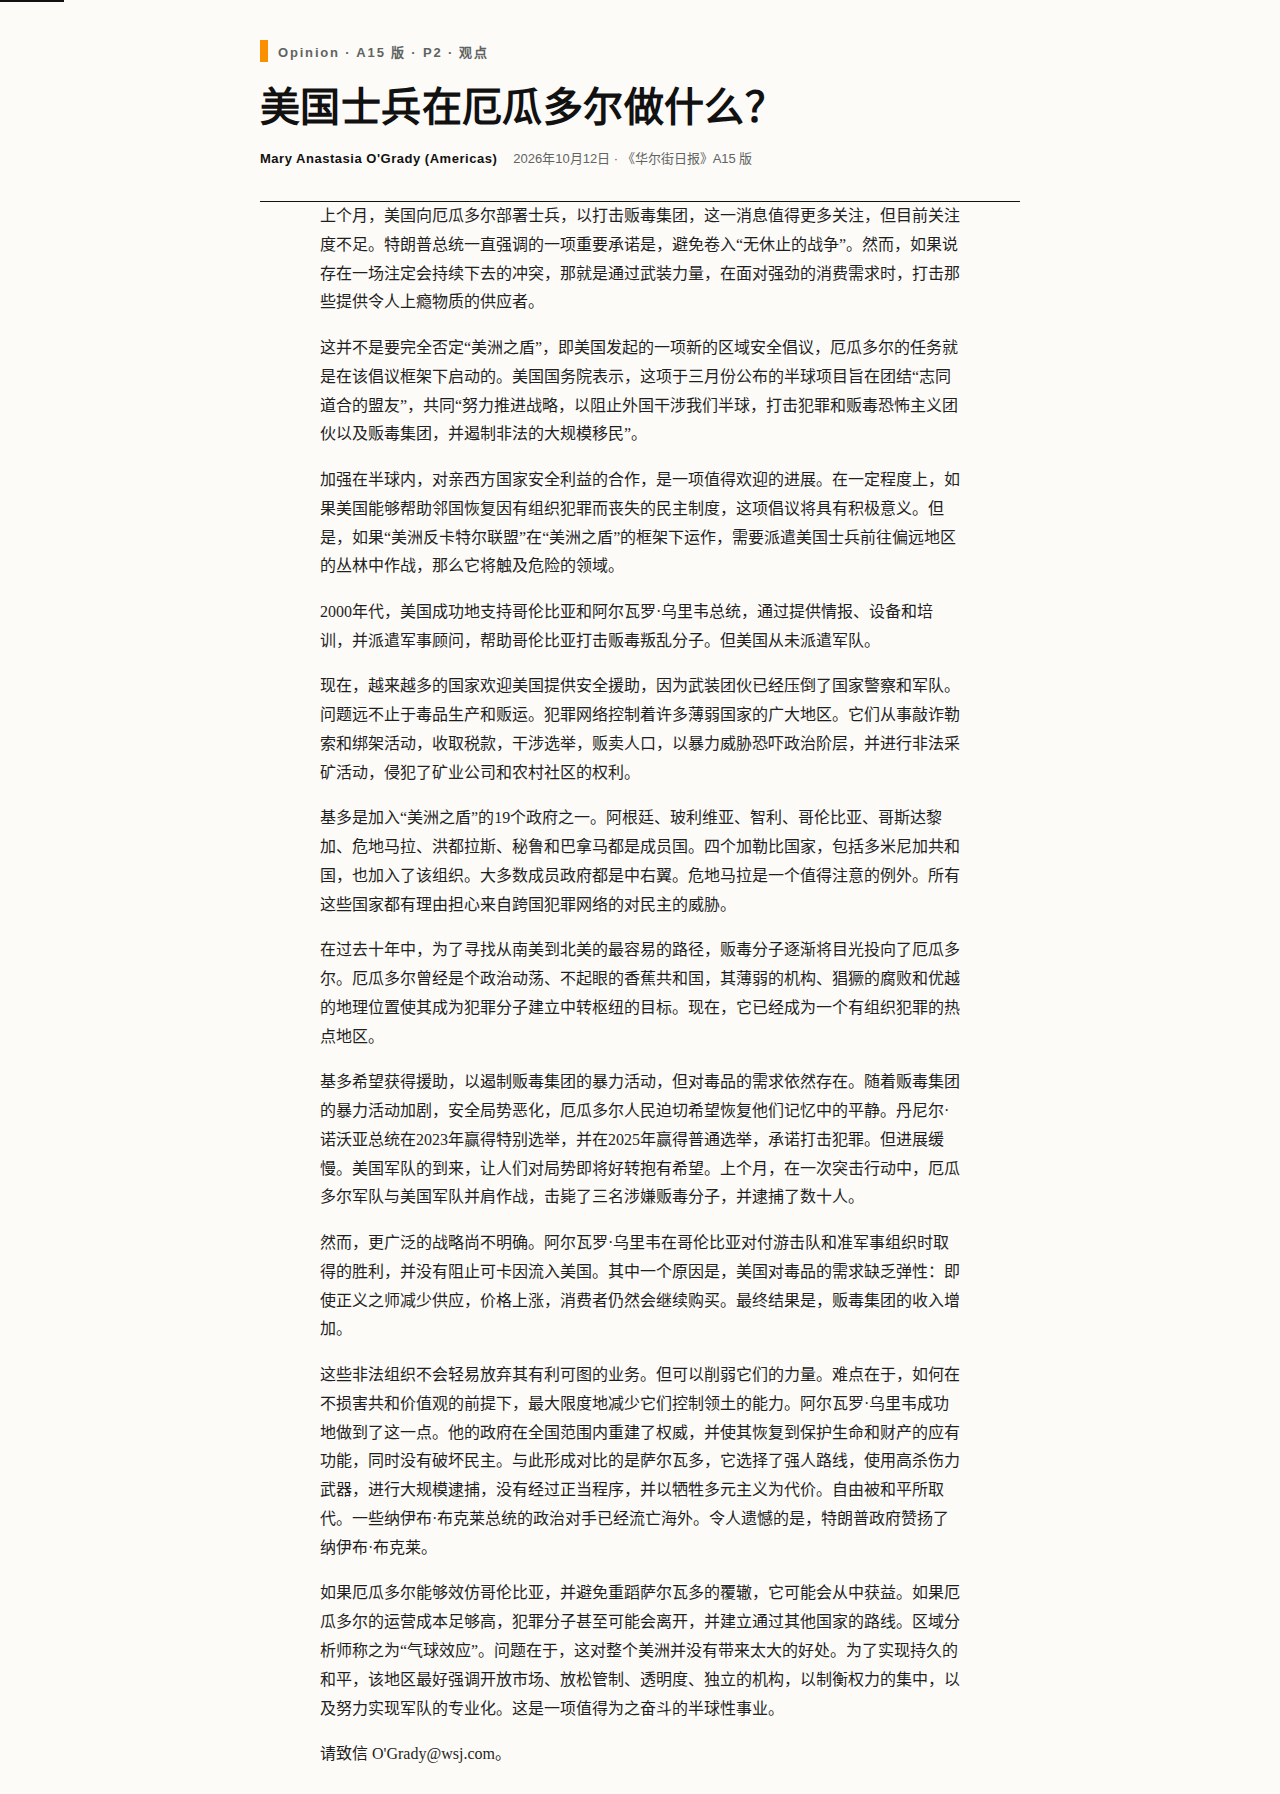 Opinion · A15 版 · P2 · 观点
美国士兵在厄瓜多尔做什么？
Mary Anastasia O'Grady (Americas) 2026年10月12日 · 《华尔街日报》A15 版
上个月，美国向厄瓜多尔部署士兵，以打击贩毒集团，这一消息值得更多关注，但目前关注
度不足。特朗普总统一直强调的一项重要承诺是，避免卷入“无休止的战争”。然而，如果说
存在一场注定会持续下去的冲突，那就是通过武装力量，在面对强劲的消费需求时，打击那
些提供令人上瘾物质的供应者。
这并不是要完全否定“美洲之盾”，即美国发起的一项新的区域安全倡议，厄瓜多尔的任务就
是在该倡议框架下启动的。美国国务院表示，这项于三月份公布的半球项目旨在团结“志同
道合的盟友”，共同“努力推进战略，以阻止外国干涉我们半球，打击犯罪和贩毒恐怖主义团
伙以及贩毒集团，并遏制非法的大规模移民”。
加强在半球内，对亲西方国家安全利益的合作，是一项值得欢迎的进展。在一定程度上，如
果美国能够帮助邻国恢复因有组织犯罪而丧失的民主制度，这项倡议将具有积极意义。但
是，如果“美洲反卡特尔联盟”在“美洲之盾”的框架下运作，需要派遣美国士兵前往偏远地区
的丛林中作战，那么它将触及危险的领域。
2000年代，美国成功地支持哥伦比亚和阿尔瓦罗·乌里韦总统，通过提供情报、设备和培
训，并派遣军事顾问，帮助哥伦比亚打击贩毒叛乱分子。但美国从未派遣军队。
现在，越来越多的国家欢迎美国提供安全援助，因为武装团伙已经压倒了国家警察和军队。
问题远不止于毒品生产和贩运。犯罪网络控制着许多薄弱国家的广大地区。它们从事敲诈勒
索和绑架活动，收取税款，干涉选举，贩卖人口，以暴力威胁恐吓政治阶层，并进行非法采
矿活动，侵犯了矿业公司和农村社区的权利。
基多是加入“美洲之盾”的19个政府之一。阿根廷、玻利维亚、智利、哥伦比亚、哥斯达黎
加、危地马拉、洪都拉斯、秘鲁和巴拿马都是成员国。四个加勒比国家，包括多米尼加共和
国，也加入了该组织。大多数成员政府都是中右翼。危地马拉是一个值得注意的例外。所有
这些国家都有理由担心来自跨国犯罪网络的对民主的威胁。
在过去十年中，为了寻找从南美到北美的最容易的路径，贩毒分子逐渐将目光投向了厄瓜多
尔。厄瓜多尔曾经是个政治动荡、不起眼的香蕉共和国，其薄弱的机构、猖獗的腐败和优越
的地理位置使其成为犯罪分子建立中转枢纽的目标。现在，它已经成为一个有组织犯罪的热
点地区。
基多希望获得援助，以遏制贩毒集团的暴力活动，但对毒品的需求依然存在。随着贩毒集团
的暴力活动加剧，安全局势恶化，厄瓜多尔人民迫切希望恢复他们记忆中的平静。丹尼尔·
诺沃亚总统在2023年赢得特别选举，并在2025年赢得普通选举，承诺打击犯罪。但进展缓
慢。美国军队的到来，让人们对局势即将好转抱有希望。上个月，在一次突击行动中，厄瓜
多尔军队与美国军队并肩作战，击毙了三名涉嫌贩毒分子，并逮捕了数十人。
然而，更广泛的战略尚不明确。阿尔瓦罗·乌里韦在哥伦比亚对付游击队和准军事组织时取
得的胜利，并没有阻止可卡因流入美国。其中一个原因是，美国对毒品的需求缺乏弹性：即
使正义之师减少供应，价格上涨，消费者仍然会继续购买。最终结果是，贩毒集团的收入增
加。
这些非法组织不会轻易放弃其有利可图的业务。但可以削弱它们的力量。难点在于，如何在
不损害共和价值观的前提下，最大限度地减少它们控制领土的能力。阿尔瓦罗·乌里韦成功
地做到了这一点。他的政府在全国范围内重建了权威，并使其恢复到保护生命和财产的应有
功能，同时没有破坏民主。与此形成对比的是萨尔瓦多，它选择了强人路线，使用高杀伤力
武器，进行大规模逮捕，没有经过正当程序，并以牺牲多元主义为代价。自由被和平所取
代。一些纳伊布·布克莱总统的政治对手已经流亡海外。令人遗憾的是，特朗普政府赞扬了
纳伊布·布克莱。
如果厄瓜多尔能够效仿哥伦比亚，并避免重蹈萨尔瓦多的覆辙，它可能会从中获益。如果厄
瓜多尔的运营成本足够高，犯罪分子甚至可能会离开，并建立通过其他国家的路线。区域分
析师称之为“气球效应”。问题在于，这对整个美洲并没有带来太大的好处。为了实现持久的
和平，该地区最好强调开放市场、放松管制、透明度、独立的机构，以制衡权力的集中，以
及努力实现军队的专业化。这是一项值得为之奋斗的半球性事业。
请致信 O'Grady@wsj.com。